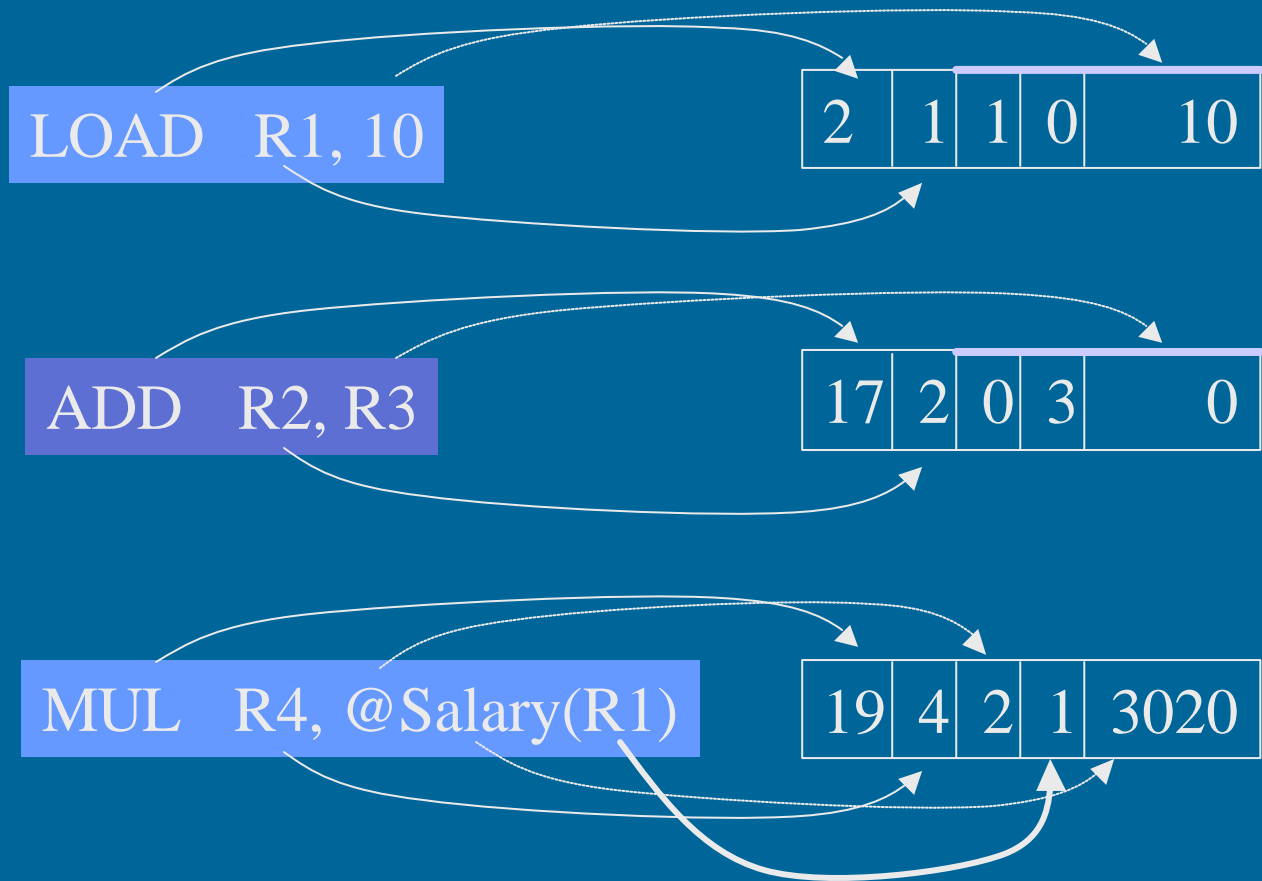 LOAD R1, 10
2 1 1 0 10
ADD R2, R3
17 2 0 3 0
MUL R4, @Salary(R1)
19 4 2 1 3020